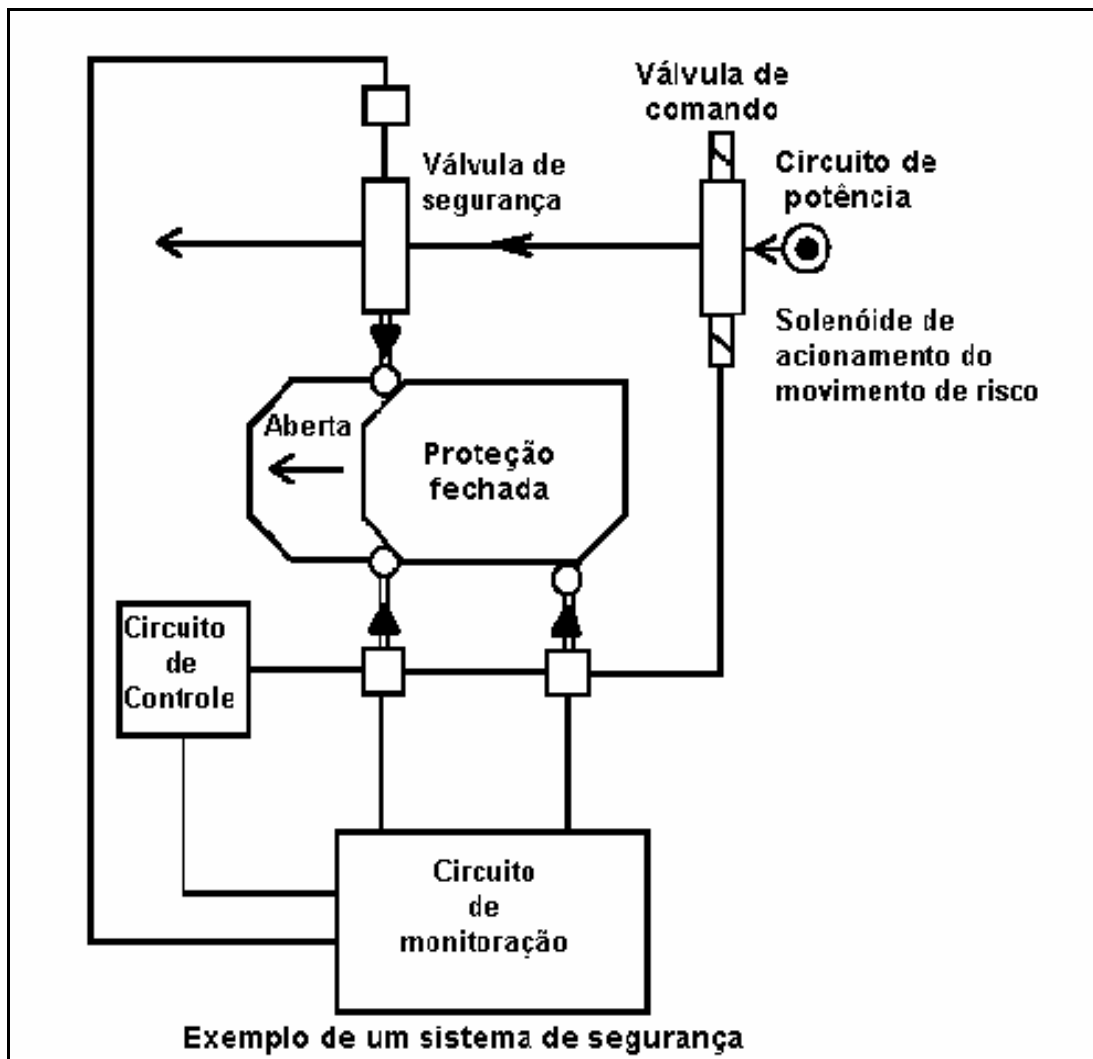 Válvula de
comando
Válvula de
segurança
Circuito de
potência
Solenóide de
acionamento do
movimento de risco
Aberta
Proteção
fechada
Circuito
de
Controle
Circuito
de
monitoração
Exemplo de um sistema de segurança